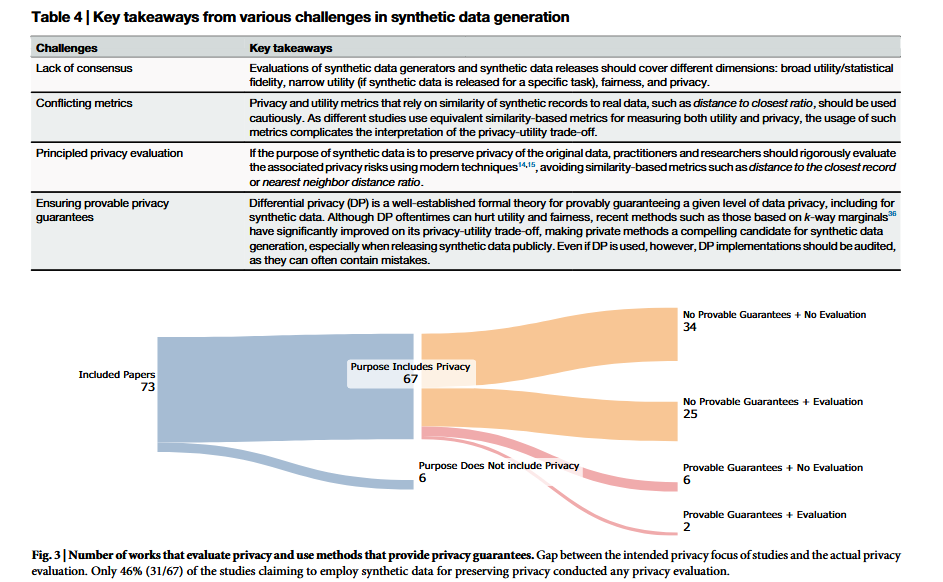 Table 4 | Key takeaways from various challenges in synthetic data generation
Challenges Key takeaways
Lack of consensus Evaluations of synthetic data generators and synthetic data releases should cover different dimensions: broad utility/statistical
fidelity, narrow utility (if synthetic data is released for a specific task), fairness, and privacy.
Conflicting metrics Privacy and utility metrics that rely on similarity of synthetic records to real data, such as distance to closest ratio, should be used
cautiously. As different studies use equivalent similarity-based metrics for measuring both utility and privacy, the usage of such
metrics complicates the interpretation of the privacy-utility trade-off.
Principled privacy evaluation If the purpose of synthetic data is to preserve privacy of the original data, practitioners and researchers should rigorously evaluate
the associated privacy risks using modern techniques14,15, avoiding similarity-based metrics such as distance to the closest record
or nearest neighbor distance ratio.
Ensuring provable privacy Differential privacy (DP) is a well-established formal theory for provably guaranteeing a given level of data privacy, including for
guarantees synthetic data. Although DP oftentimes can hurt utility and fairness, recent methods such as those based on k-way marginals36
have significantly improved on its privacy-utility trade-off, making private methods a compelling candidate for synthetic data
generation, especially when releasing synthetic data publicly. Even if DP is used, however, DP implementations should be audited,
as they can often contain mistakes.
Included Papers
73
Purpose Includes Privacy
67
Purpose Does Not include Privacy
6
No Provable Guarantees + No Evaluation
34
No Provable Guarantees + Evaluation
25
Provable Guarantees + No Evaluation
6
Provable Guarantees + Evaluation
2
Fig. 3 | Number of works that evaluate privacy and use methods that provide privacy guarantees. Gap between the intended privacy focus of studies and the actual privacy
evaluation. Only 46% (31/67) of the studies claiming to employ synthetic data for preserving privacy conducted any privacy evaluation.